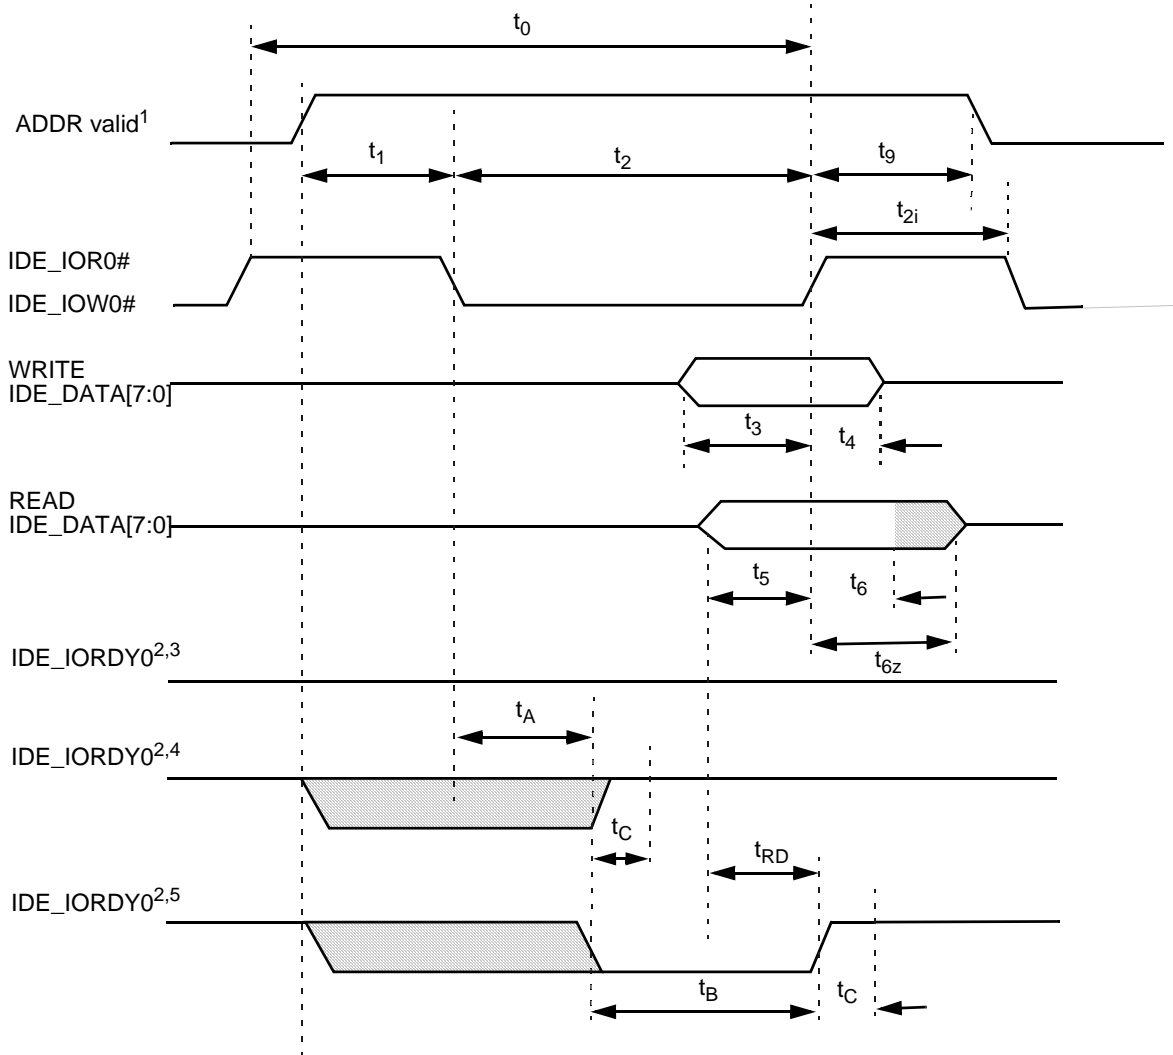 t0
ADDR valid1
t1
t2
t9
t2i
IDE_IOR0#
IDE_IOW0#
WRITE
IDE_DATA[7:0]
t3
t4
READ
IDE_DATA[7:0]
t5
t6
IDE_IORDY02,3
t6z
tA
IDE_IORDY02,4
tC
tRD
IDE_IORDY02,5
tB
tC